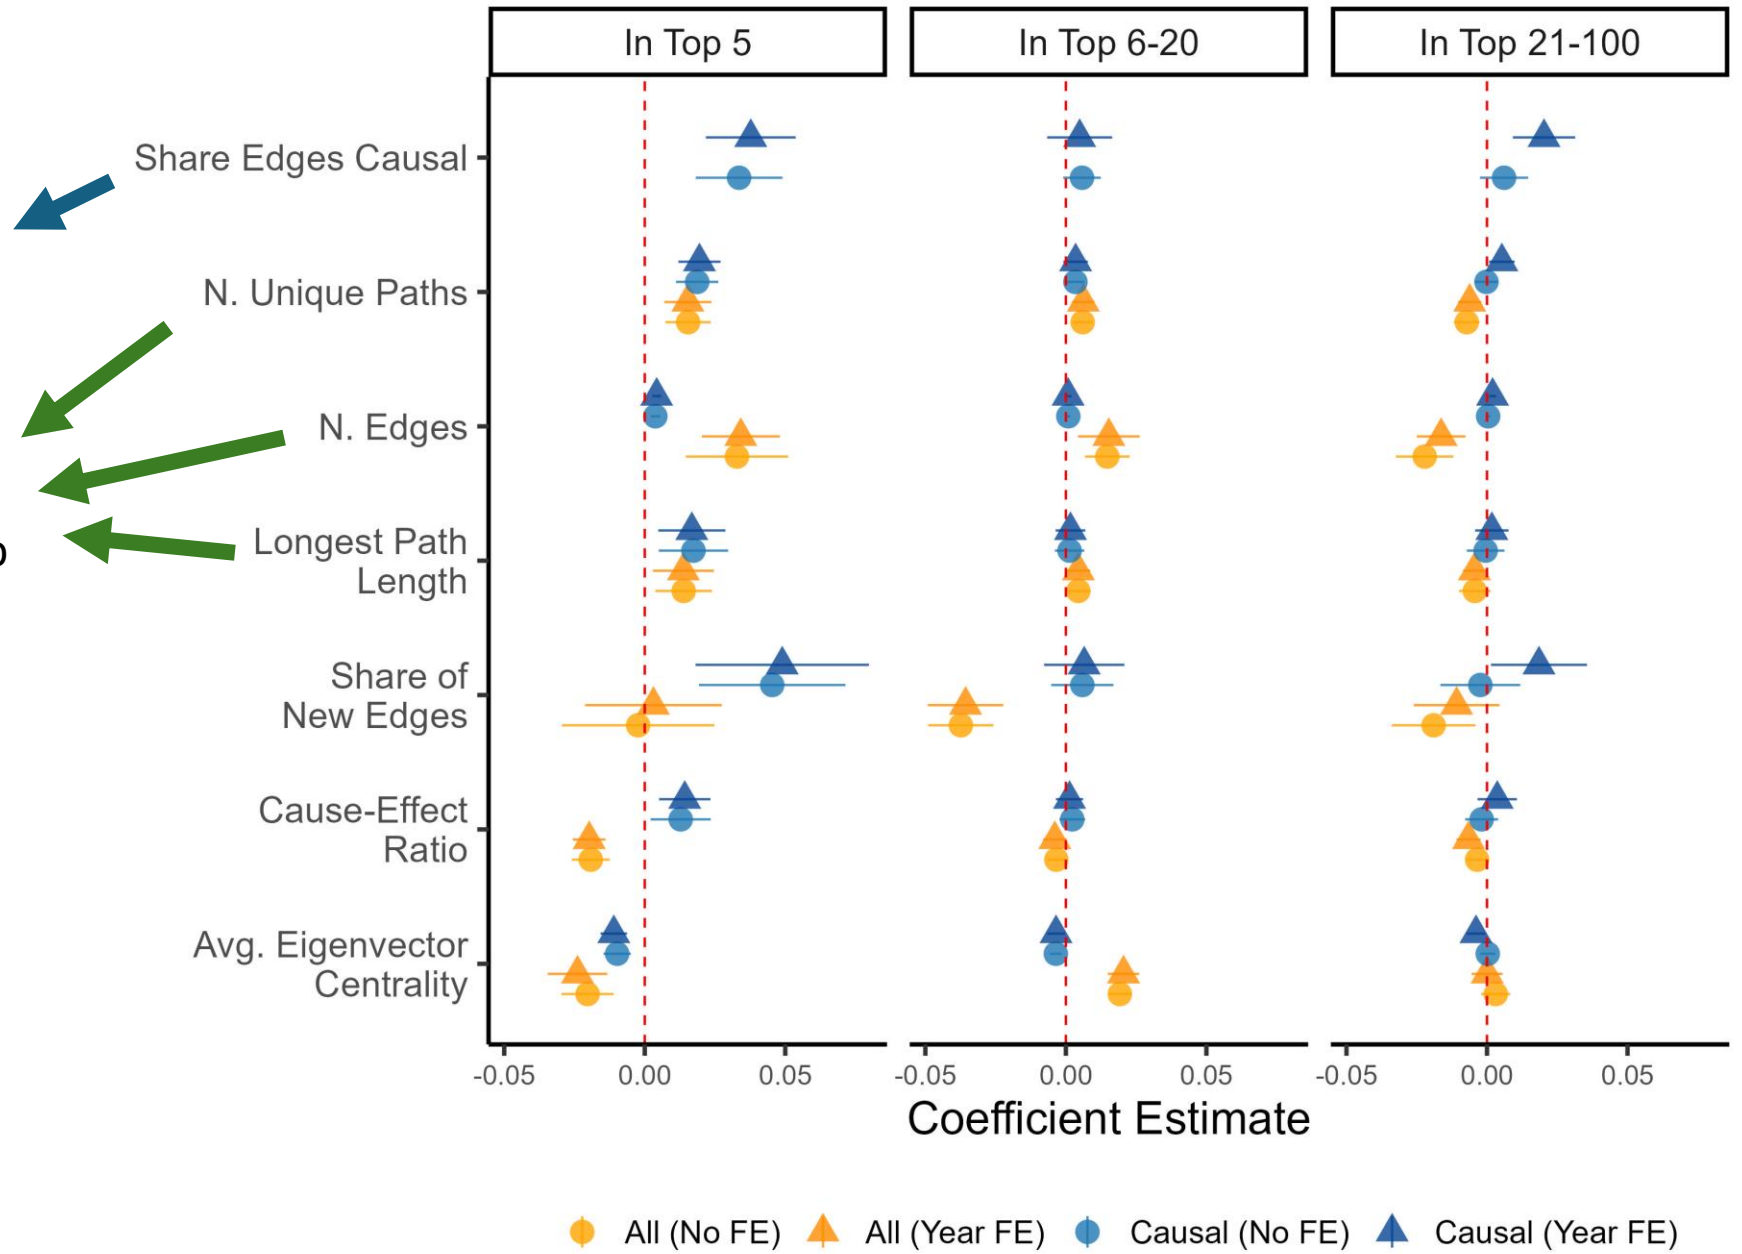 In Top 5
In Top 6-20
In Top 21-100
Share Edges Causal
N. Unique Paths
N. Edges
Longest Path
Length
Share of
New Edges
Cause-Effect
Ratio
Avg. Eigenvector
Centrality
-0.05 0.00 0.05 -0.05 0.00 0.05 -0.05 0.00 0.05
Coefficient Estimate
All (No FE) All (Year FE) Causal (No FE) Causal (Year FE)